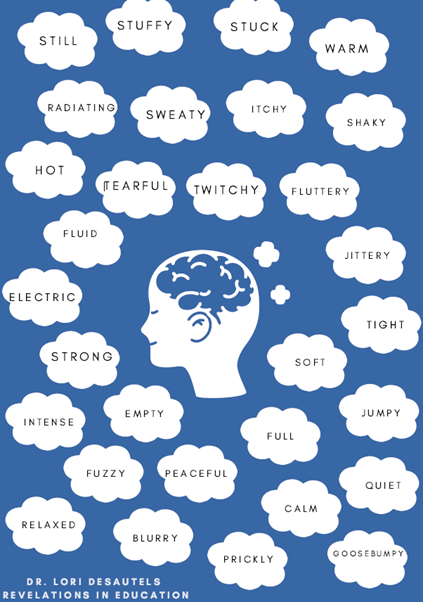 STILL
STUFFY
STUCK
WARM
RADIATING
SWEATY
ITCHY
SHAKY
HOT
TEARFUL
TWITCHY
FLUTTERY
FLUID
JITTERY
ELECTRIC
TIGHT
STRONG
SOFT
INTENSE
EMPTY
FULL
JUMPY
FUZZY
PEACEFUL
QUIET
CALM
RELAXED
BLURRY
PRICKLY
GOOSEBUMPY
DR. LORI DESAUTELS
REVELATIONS IN EDUCATION